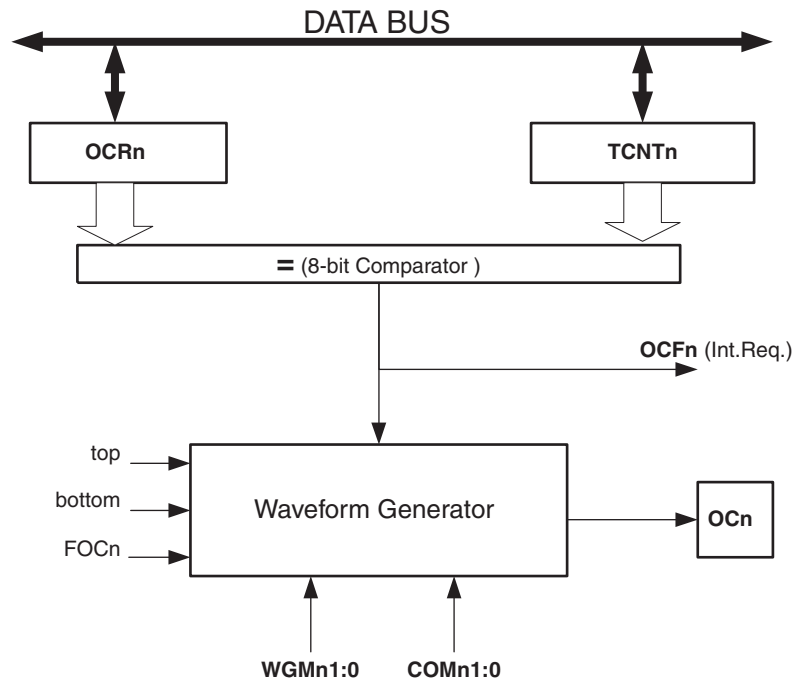 DATA BUS
OCRn
TCNTn
= (8-bit Comparator )
OCFn (Int.Req.)
top
bottom
FOCn
Waveform Generator
OCn
WGMn1:0
COMn1:0